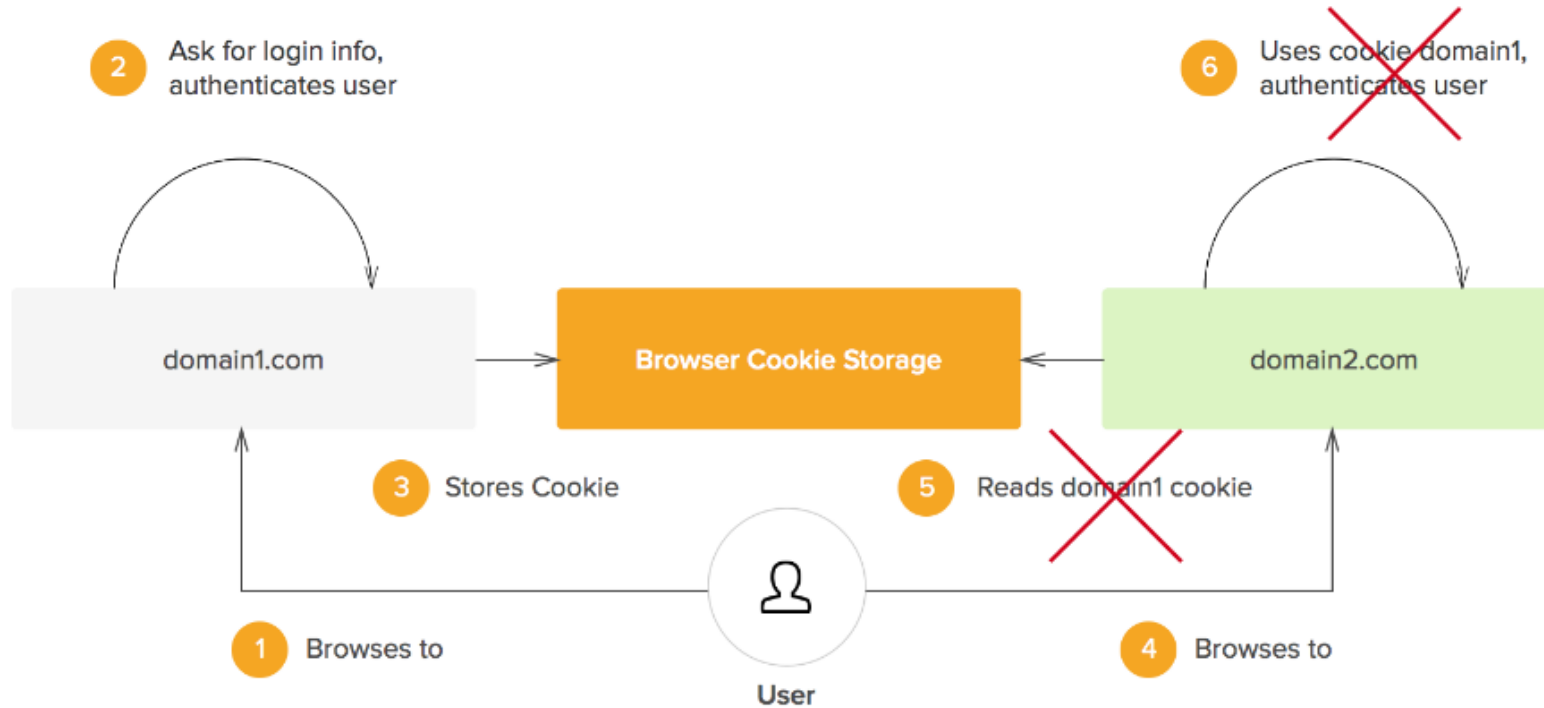 2
Ask for login info,
authenticates user
6
Uses cookie domain1,
authenticates user
domain1.com
Browser Cookie Storage
domain2.com
3
Stores Cookie
5
Reads domain1 cookie
1
Browses to
4
Browses to
User